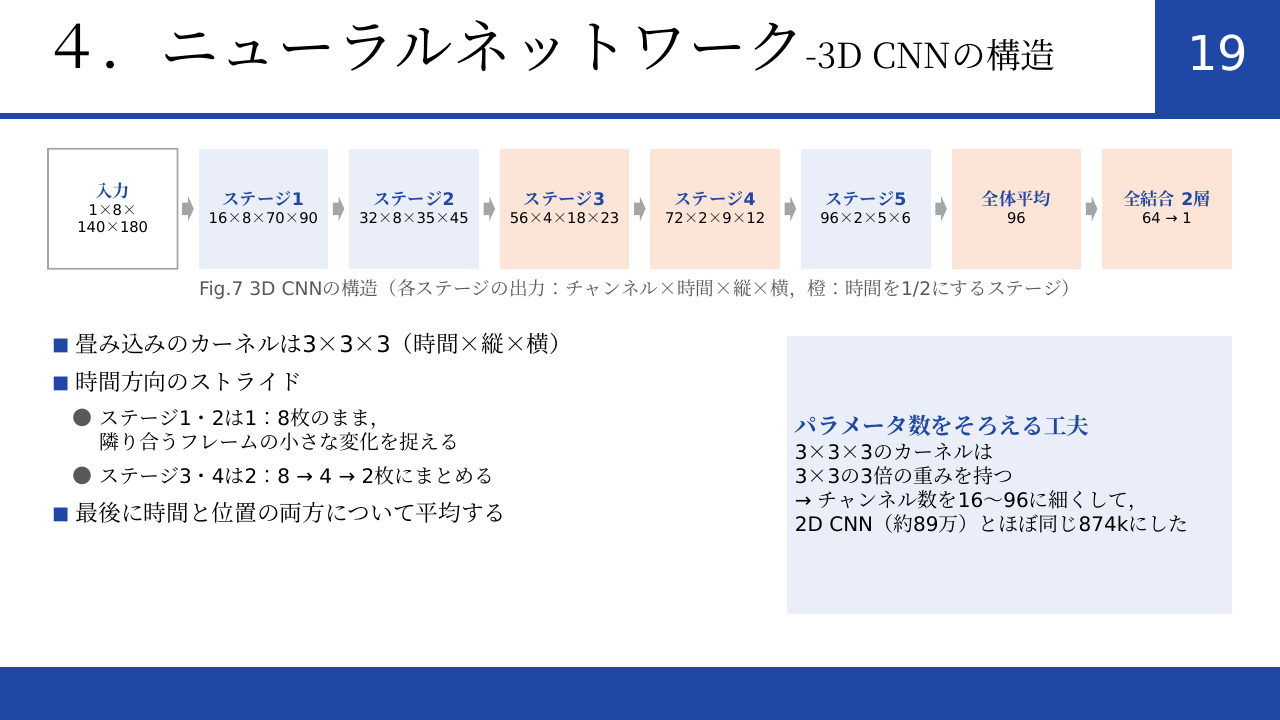 ４．ニューラルネットワーク-3D CNNの構造
19
入力
1×8×
140×180
ステージ1
16×8×70×90
ステージ2
32×8×35×45
ステージ3
56×4×18×23
ステージ4
72×2×9×12
ステージ5
96×2×5×6
全体平均
96
全結合 2層
64 → 1
Fig.7 3D CNNの構造（各ステージの出力：チャンネル×時間×縦×横，橙：時間を1/2にするステージ）
■ 畳み込みのカーネルは3×3×3（時間×縦×横）
■ 時間方向のストライド
● ステージ1・2は1：8枚のまま，
隣り合うフレームの小さな変化を捉える
● ステージ3・4は2：8 → 4 → 2枚にまとめる
■ 最後に時間と位置の両方について平均する
パラメータ数をそろえる工夫
3×3×3のカーネルは
3×3の3倍の重みを持つ
→ チャンネル数を16～96に細くして，
2D CNN（約89万）とほぼ同じ874kにした